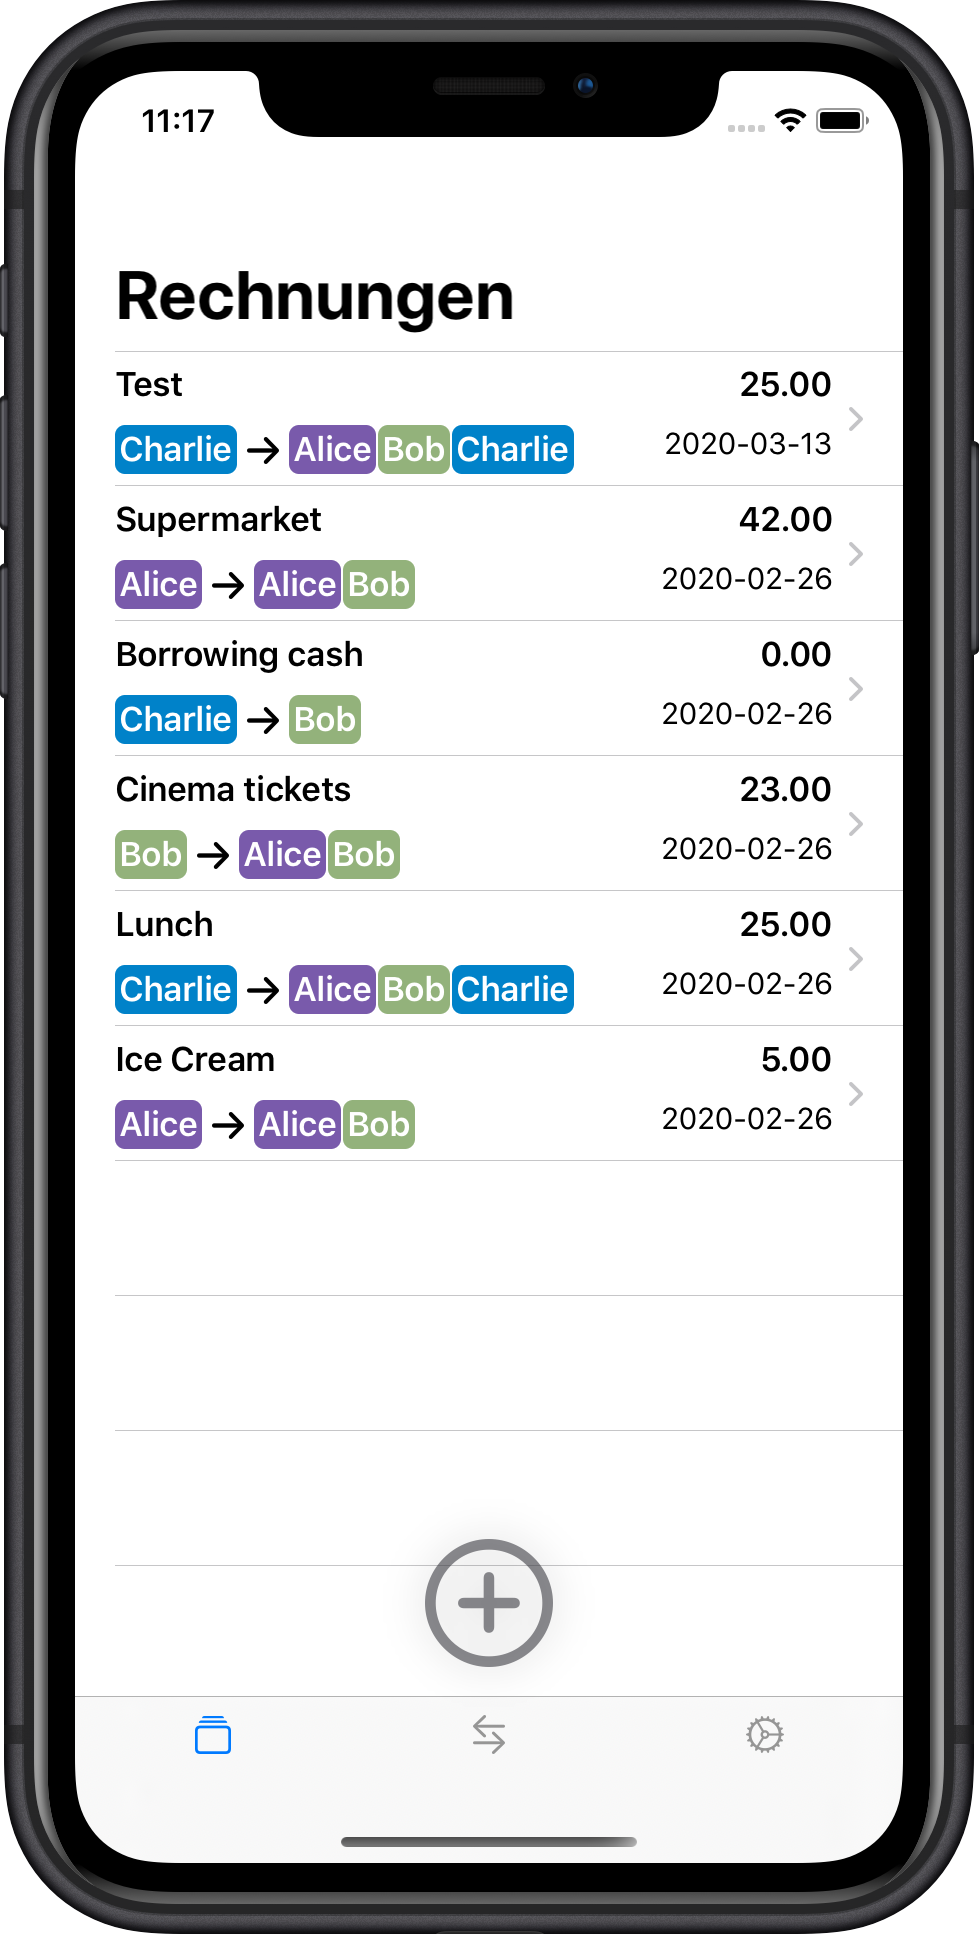 11:17
Rechnungen
Test 25.00
Charlie → Alice Bob Charlie 2020-03-13
Supermarket 42.00
Alice → Alice Bob 2020-02-26
Borrowing cash 0.00
Charlie → Bob 2020-02-26
Cinema tickets 23.00
Bob → Alice Bob 2020-02-26
Lunch 25.00
Charlie → Alice Bob Charlie 2020-02-26
Ice Cream 5.00
Alice → Alice Bob 2020-02-26